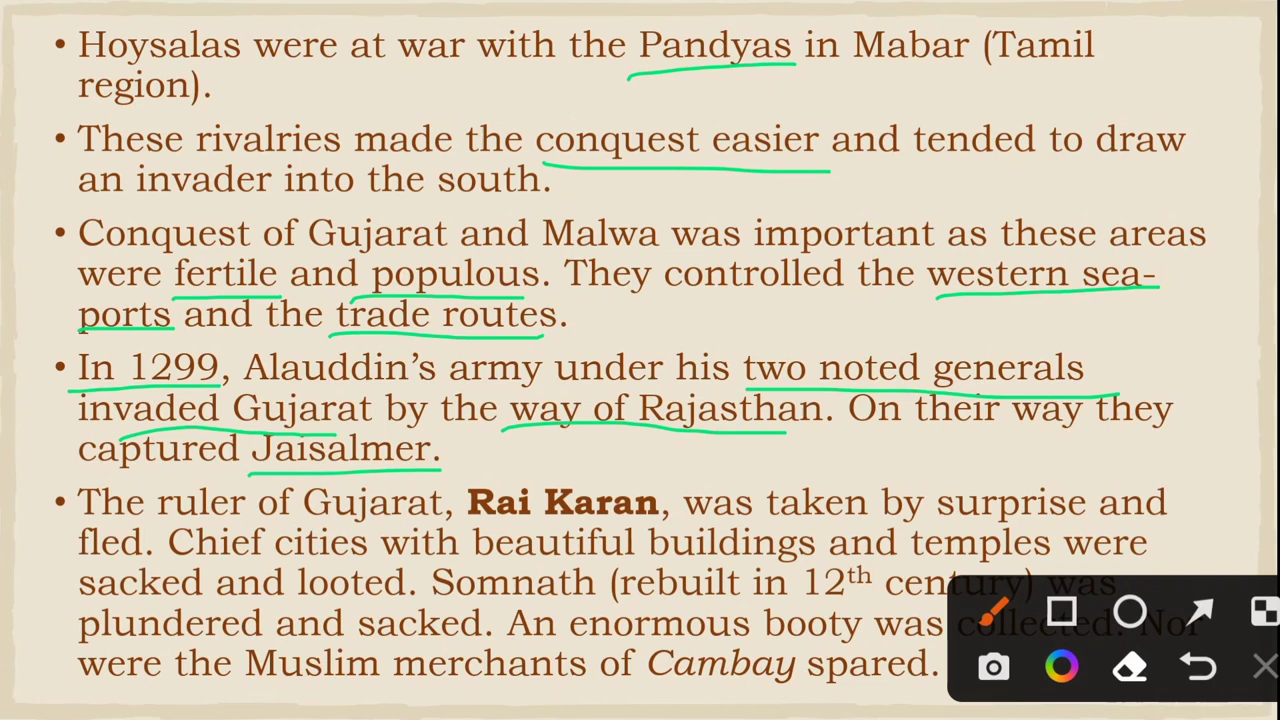 • Hoysalas were at war with the Pandyas in Mabar (Tamil
region).
• These rivalries made the conquest easier and tended to draw
an invader into the south.
• Conquest of Gujarat and Malwa was important as these areas
were fertile and populous. They controlled the western sea-
ports and the trade routes.
• In 1299, Alauddin’s army under his two noted generals
invaded Gujarat by the way of Rajasthan. On their way they
captured Jaisalmer.
• The ruler of Gujarat, Rai Karan, was taken by surprise and
fled. Chief cities with beautiful buildings and temples were
sacked and looted. Somnath (rebuilt in 12th century) was
plundered and sacked. An enormous booty was collected. Nor
were the Muslim merchants of Cambay spared.